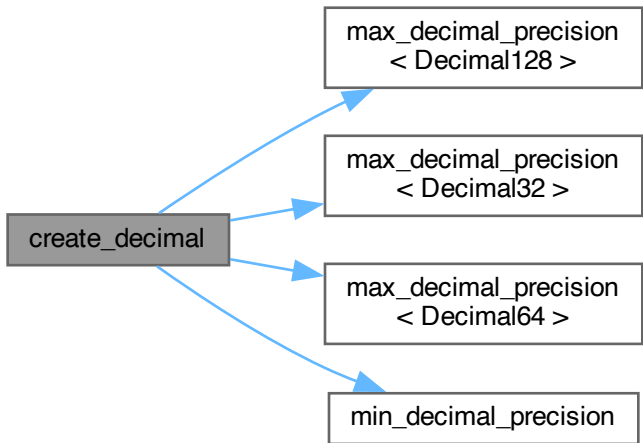 max_decimal_precision
< Decimal128 >
max_decimal_precision
< Decimal32 >
create_decimal
max_decimal_precision
< Decimal64 >
min_decimal_precision